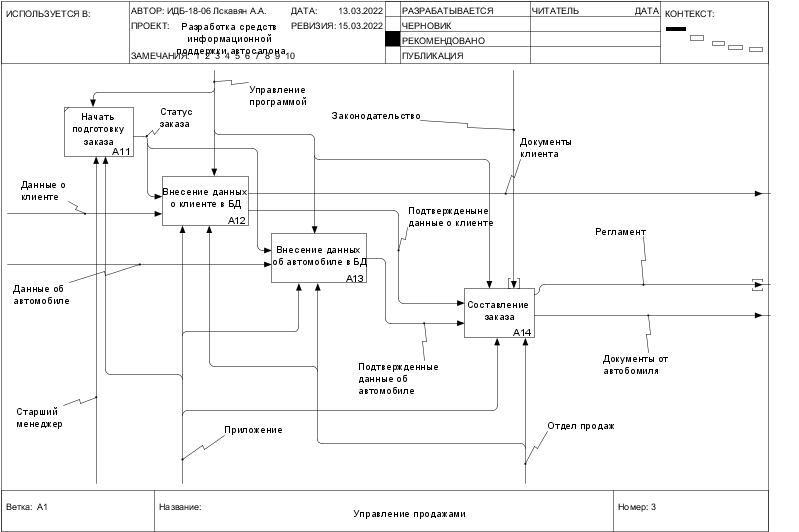 ИСПОЛЬЗУЕТСЯ В:
АВТОР: ИДБ-18-06 Лскавян А.А.
ДАТА: 13.03.2022
ПРОЕКТ: Разработка средств
информационной
поддержки автосалона
РЕВИЗИЯ: 15.03.2022
ЗАМЕЧАНИЯ: 1 2 3 4 5 6 7 8 9 10
РАЗРАБАТЫВАЕТСЯ
ЧЕРНОВИК
РЕКОМЕНДОВАНО
ПУБЛИКАЦИЯ
ЧИТАТЕЛЬ ДАТА
КОНТЕКСТ:
Управление
программой
Начать
подготовку
заказа
A11
Статус
заказа
Законодательство
Документы
клиента
Данные о
клиенте
Внесение данных
о клиенте в БД
A12
Подтвержденыне
данные о клиенте
Регламент
Внесение данных
об автомобиле в БД
A13
Данные об
автомобиле
Составление
заказа
A14
Подтвержденные
данные об
автомобиле
Документы от
автобомиля
Старший
менеджер
Приложение
Отдел продаж
Ветка: A1
Название:
Управление продажами
Номер: 3